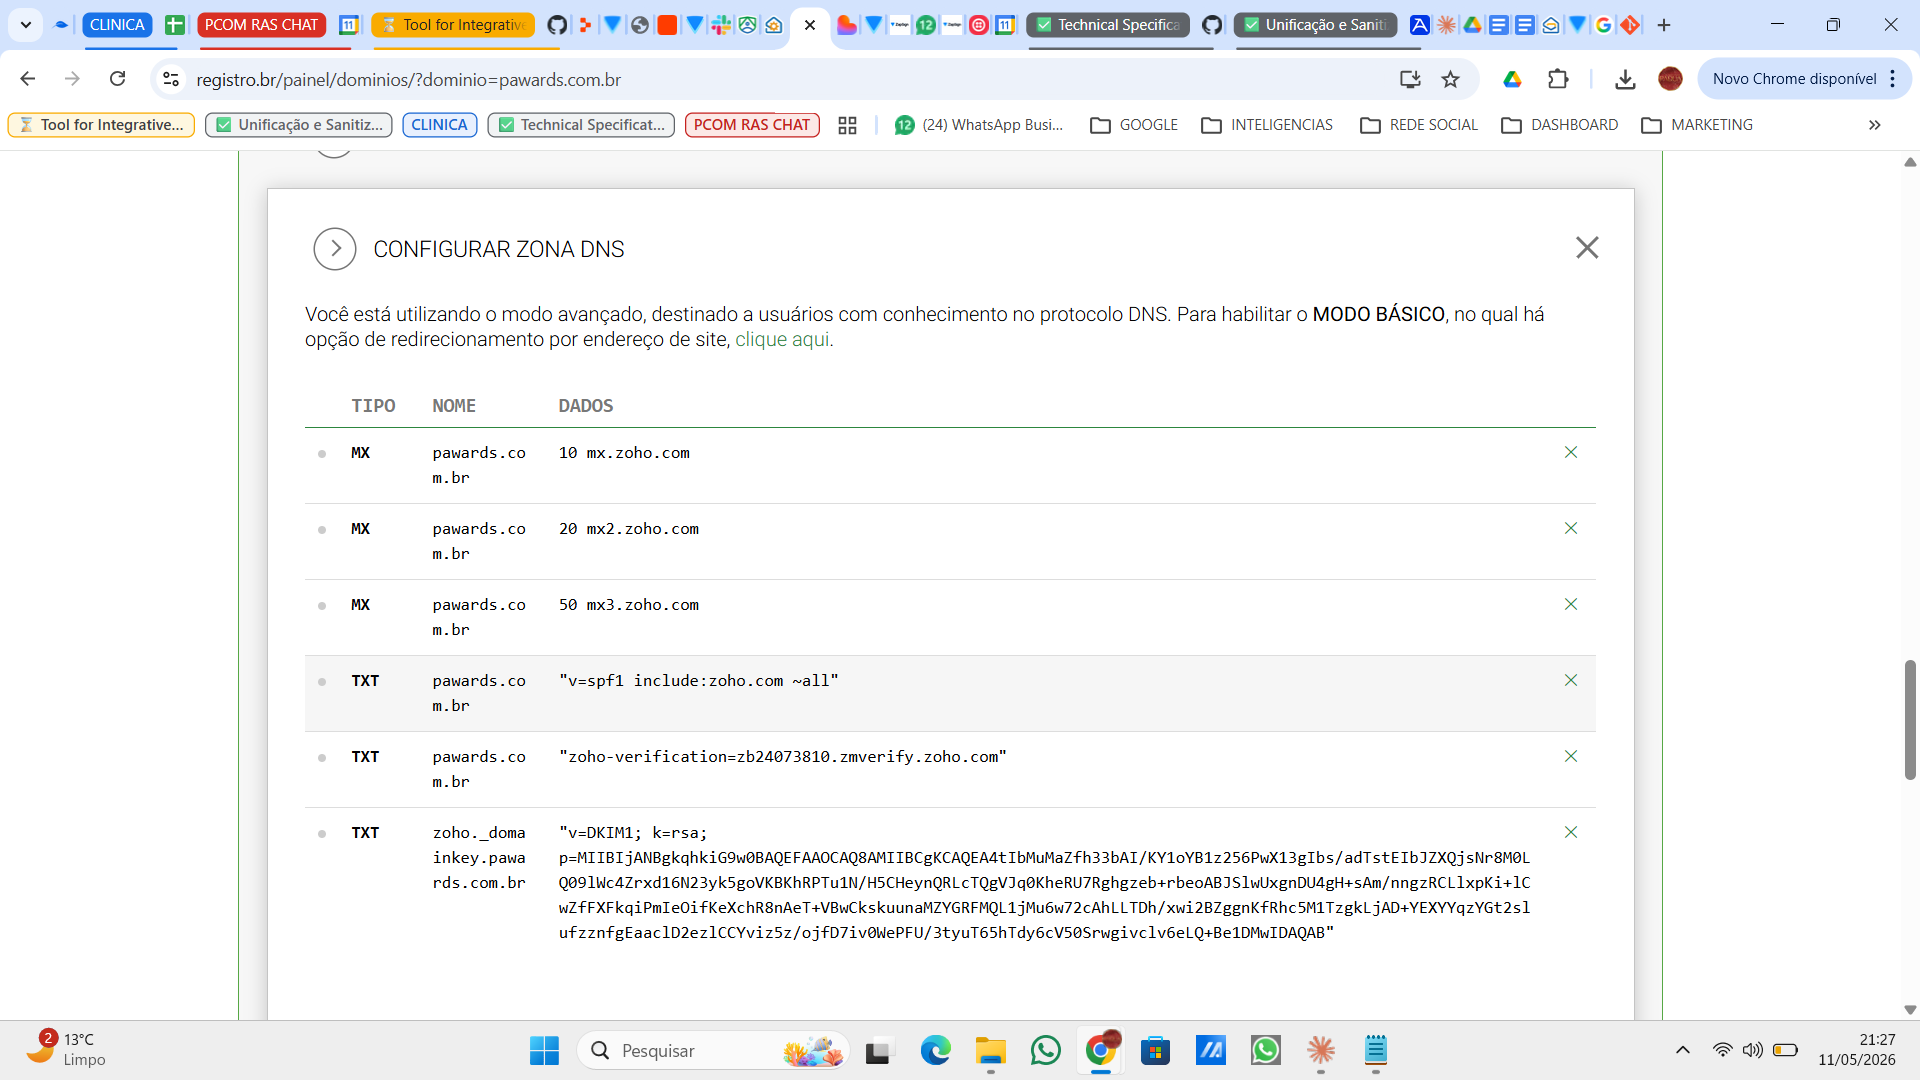 CLINICA
PCOM RAS CHAT
Tool for Integrative
Technical Specifica
Unificação e Saniti
registro.br/painel/dominios/?dominio=pawards.com.br
Novo Chrome disponível
Tool for Integrative...
Unificação e Sanitiz...
CLINICA
Technical Specificat...
PCOM RAS CHAT
12
(24) WhatsApp Busi...
GOOGLE
INTELIGENCIAS
REDE SOCIAL
DASHBOARD
MARKETING
CONFIGURAR ZONA DNS
Você está utilizando o modo avançado, destinado a usuários com conhecimento no protocolo DNS. Para habilitar o MODO BÁSICO, no qual há
opção de redirecionamento por endereço de site, clique aqui.
TIPO NOME DADOS
MX pawards.co 10 mx.zoho.com
m.br
MX pawards.co 20 mx2.zoho.com
m.br
MX pawards.co 50 mx3.zoho.com
m.br
TXT pawards.co "v=spf1 include:zoho.com ~all"
m.br
TXT pawards.co "zoho-verification=zb24073810.zmverify.zoho.com"
m.br
TXT zoho._doma "v=DKIM1; k=rsa;
inkey.pawa p=MIIBIjANBgkqhkiG9w0BAQEFAAOCAQ8AMIIBCgKCAQEA4tIbMuMaZfh33bAI/KY1oYB1z256PwX13gIbs/adTstEIbJZXQjsNr8M0L
rds.com.br Q09lWc4Zrxd16N23yk5goVKBKhRPTu1N/H5CHeynQRLcTQgVJq0KheRU7Rghgzeb+rbeoABJSlwUxgnDU4gH+sAm/nngzRCLlxpKi+lC
wZfFXFkqiPmIeOifKeXchR8nAeT+VBwCkskuunaMZYGRFMQL1jMu6w72cAhLLTDh/xwi2BZggnKfRhc5M1TzgkLjAD+YEXYYqzYGt2sl
ufzznfgEaaclD2ezlCCYviz5z/ojfD7iv0WePFU/3tyuT65hTdy6cV50Srwgivclv6eLQ+Be1DMwIDAQAB"
2
13°C
Limpo
Pesquisar
21:27
11/05/2026